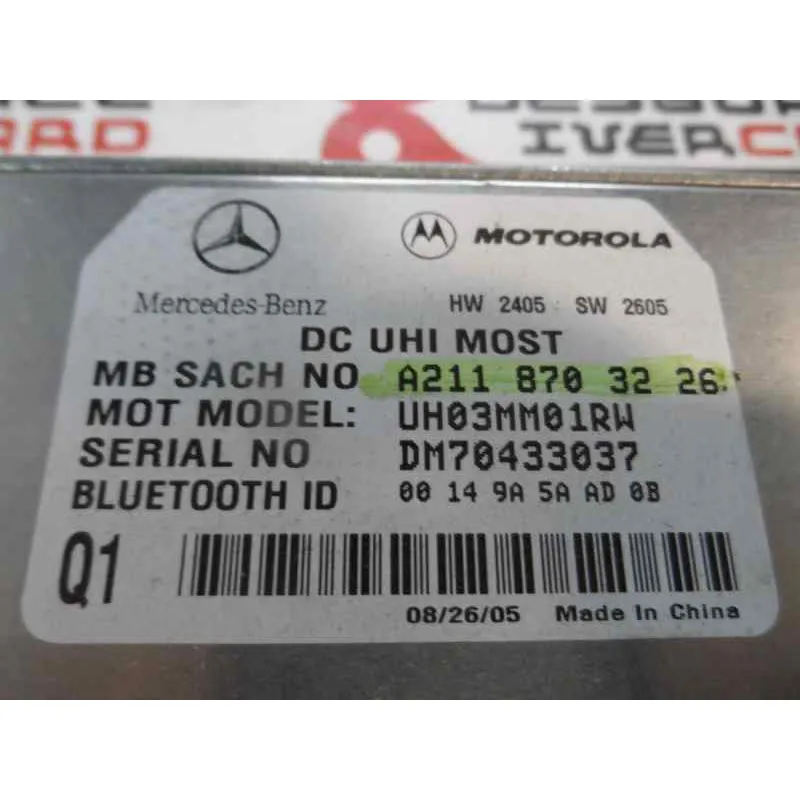 RAD
IVERC
MOTOROLA
Mercedes-Benz
HW 2405 SW 2605
DC UHI MOST
MB SACH NO A211 870 32 26
MOT MODEL: UH03MM01RW
SERIAL NO DM70433037
BLUETOOTH ID 00 14 9A 5A AD 0B
Q1
08/26/05 Made In China